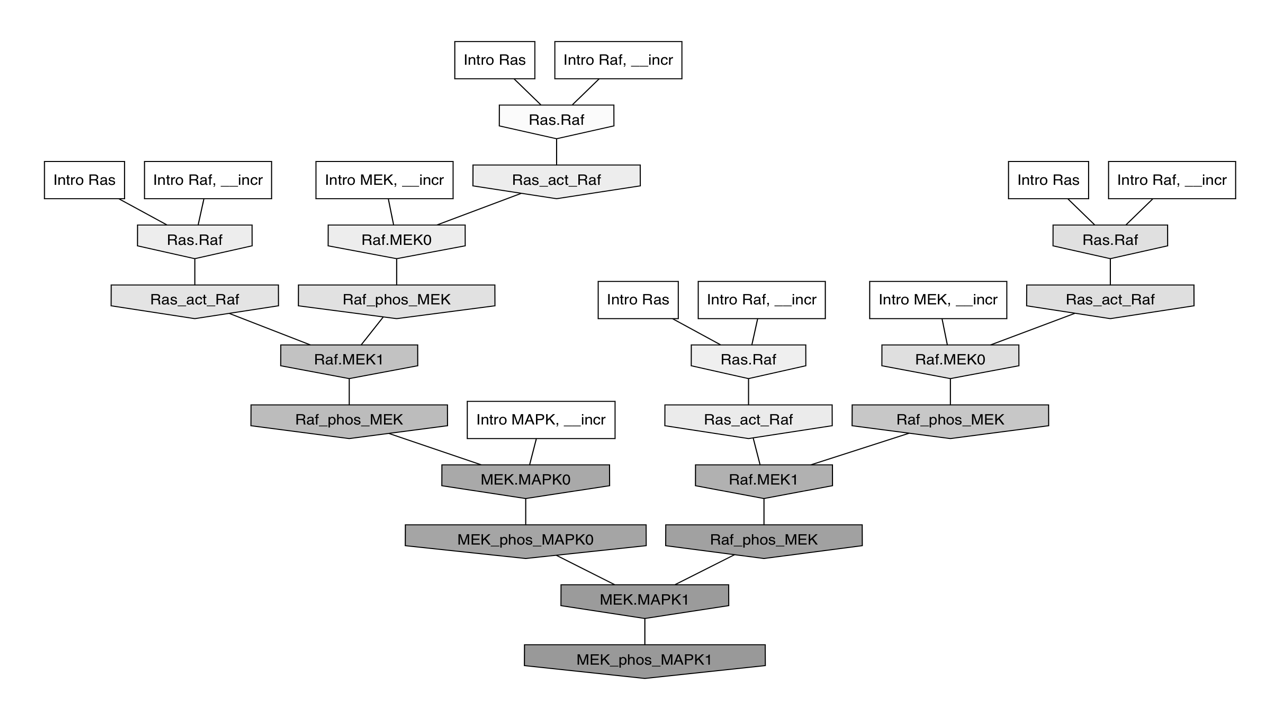 Intro Ras
Intro Raf, __incr
Ras.Raf
Intro Ras
Intro Raf, __incr
Intro MEK, __incr
Ras_act_Raf
Intro Ras
Intro Raf, __incr
Ras.Raf
Raf.MEK0
Ras.Raf
Ras_act_Raf
Raf_phos_MEK
Intro Ras
Intro Raf, __incr
Intro MEK, __incr
Ras_act_Raf
Raf.MEK1
Ras.Raf
Raf.MEK0
Raf_phos_MEK
Intro MAPK, __incr
Ras_act_Raf
Raf_phos_MEK
MEK.MAPK0
Raf.MEK1
MEK_phos_MAPK0
Raf_phos_MEK
MEK.MAPK1
MEK_phos_MAPK1